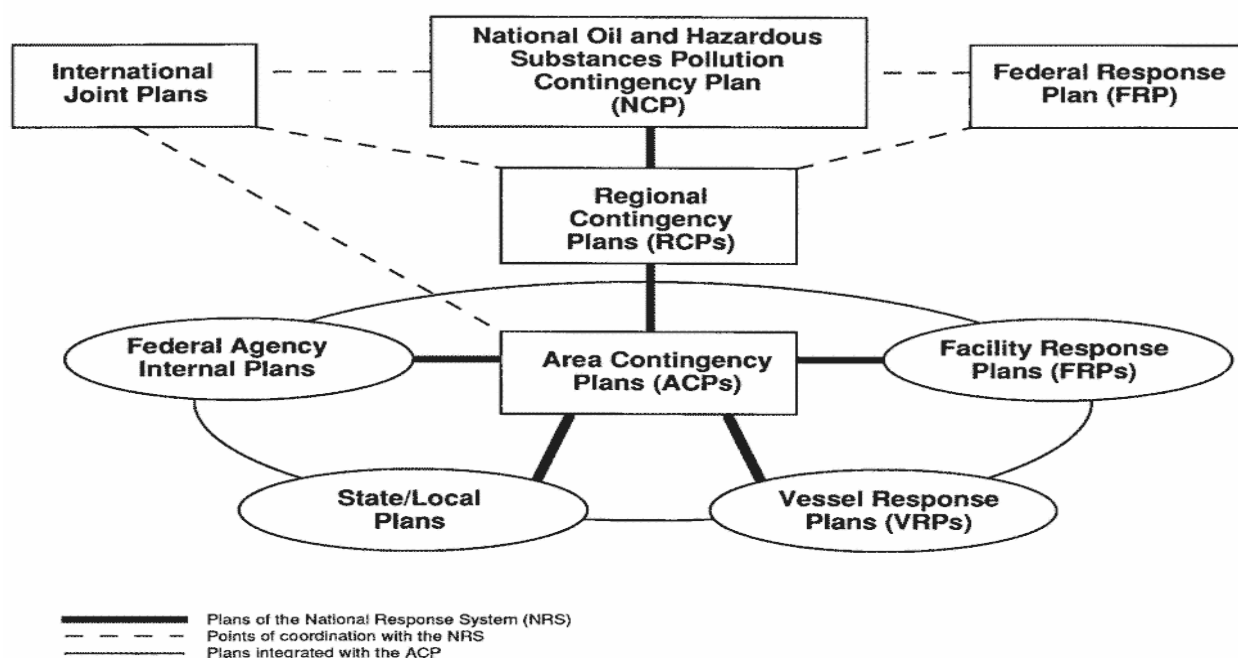 International
Joint Plans
National Oil and Hazardous
Substances Pollution
Contingency Plan
(NCP)
Federal Response
Plan (FRP)
Regional
Contingency
Plans (RCPs)
Federal Agency
Internal Plans
Area Contingency
Plans (ACPs)
Facility Response
Plans (FRPs)
State/Local
Plans
Vessel Response
Plans (VRPs)
Plans of the National Response System (NRS)
Points of coordination with the NRS
Plans integrated with the ACP